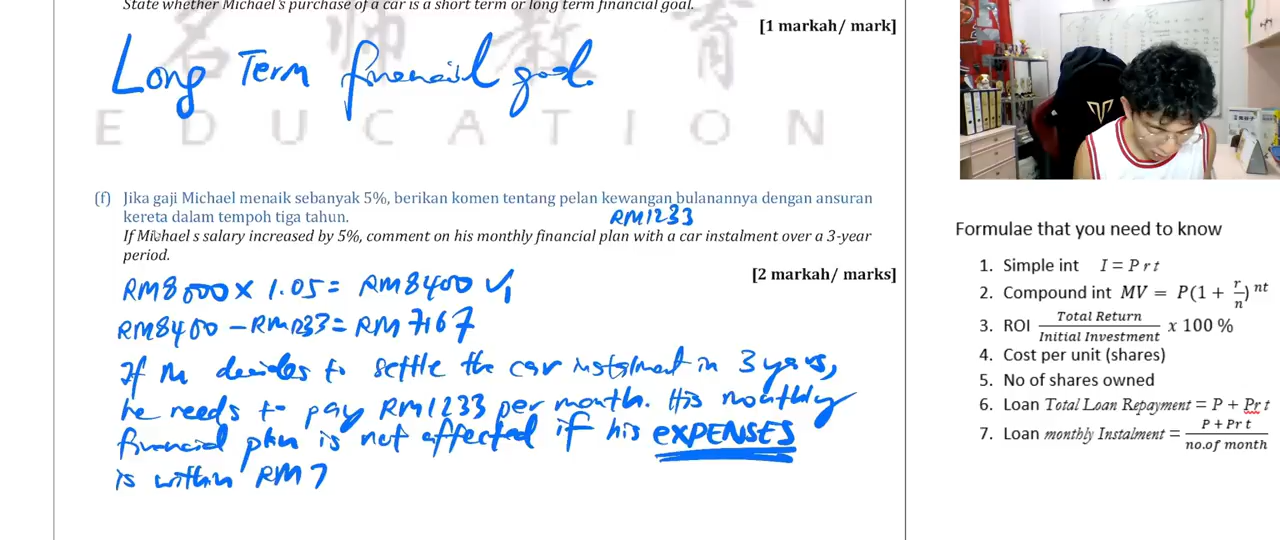 State whether Michael's purchase of a car is a short term or long term financial goal.
[1 markah/ mark]
名 师 教 育
Long Term financial goal.
E D U C A T I O N
(f) Jika gaji Michael menaik sebanyak 5%, berikan komen tentang pelan kewangan bulanannya dengan ansuran
kereta dalam tempoh tiga tahun.
RM1233
If Michael s salary increased by 5%, comment on his monthly financial plan with a car instalment over a 3-year
period.
[2 markah/ marks]
RM8000 × 1.05 = RM8400 √1
RM8400 - RM1233 = RM7167
If M decides to settle the car instalment in 3 years,
he needs to pay RM1233 per month. His monthly
financial plan is not affected if his EXPENSES
is within RM7
Formulae that you need to know
1. Simple int I = P r t
2. Compound int MV = P(1 + r/n) nt
3. ROI Total Return / Initial Investment x 100 %
4. Cost per unit (shares)
5. No of shares owned
6. Loan Total Loan Repayment = P + Pr t
7. Loan monthly Instalment = P + Pr t / no.of month